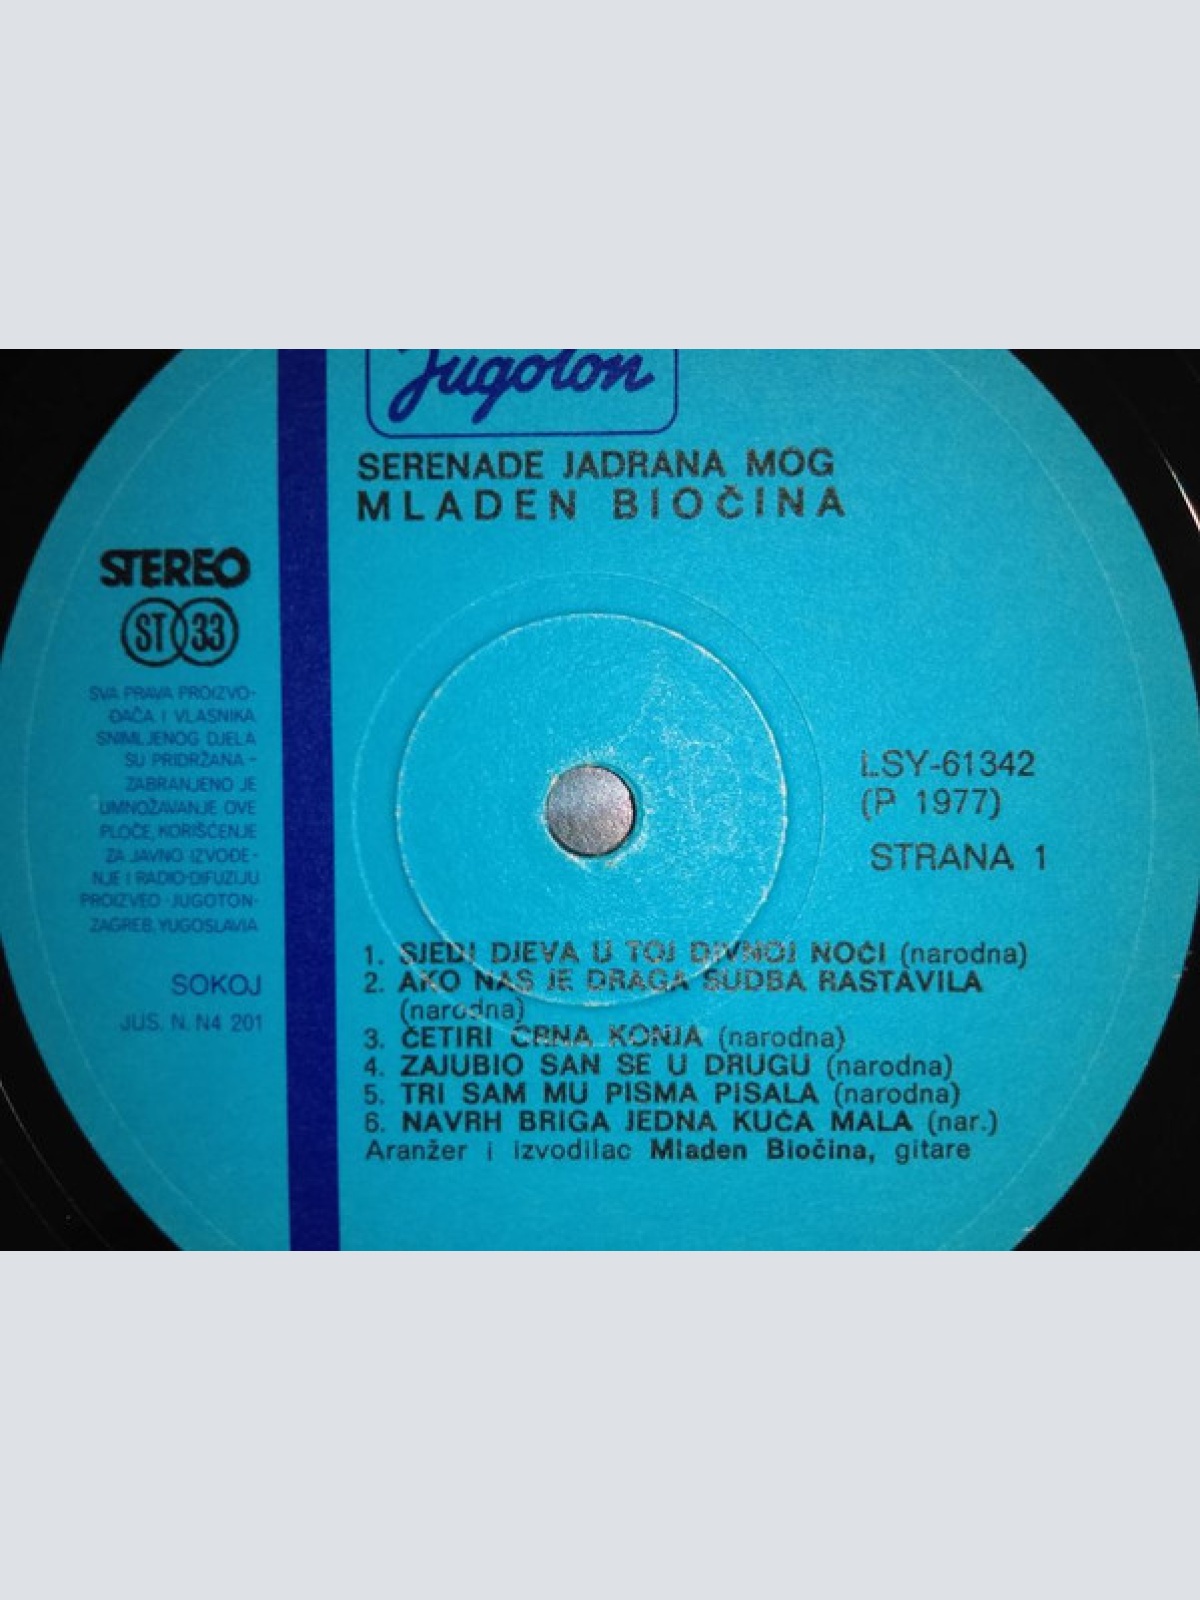 Jugoton
SERENADE JADRANA MOG
MLADEN BIOČINA
STEREO
ST 33
SVA PRAVA PROIZVO-
ĐAČA I VLASNIKA
SNIMLJENOG DJELA
SU PRIDRŽANA -
ZABRANJENO JE
UMNOŽAVANJE OVE
PLOČE, KORIŠĆENJE
ZA JAVNO IZVOĐE-
NJE I RADIO-DIFUZIJU
PROIZVEO -JUGOTON-
ZAGREB, YUGOSLAVIA
SOKOJ
JUS. N. N4 201
LSY-61342
(P 1977)
STRANA 1
1. SJEDI DJEVA U TOJ DIVNOJ NOĆI (narodna)
2. AKO NAS JE DRAGA SUDBA RASTAVILA
(narodna)
3. ČETIRI CRNA KONJA (narodna)
4. ZAJUBIO SAN SE U DRUGU (narodna)
5. TRI SAM MU PISMA PISALA (narodna)
6. NAVRH BRIGA JEDNA KUĆA MALA (nar.)
Aranžer i izvodilac Mladen Biočina, gitare